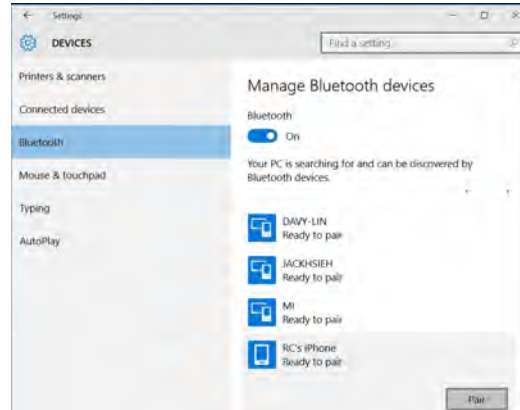 Settings
DEVICES
Find a setting
Printers & scanners
Connected devices
Bluetooth
Mouse & touchpad
Typing
AutoPlay
Manage Bluetooth devices
Bluetooth
On
Your PC is searching for and can be discovered by
Bluetooth devices.
DAVY-LIN
Ready to pair
JACKHSIEH
Ready to pair
MI
Ready to pair
RC's iPhone
Ready to pair
Pair